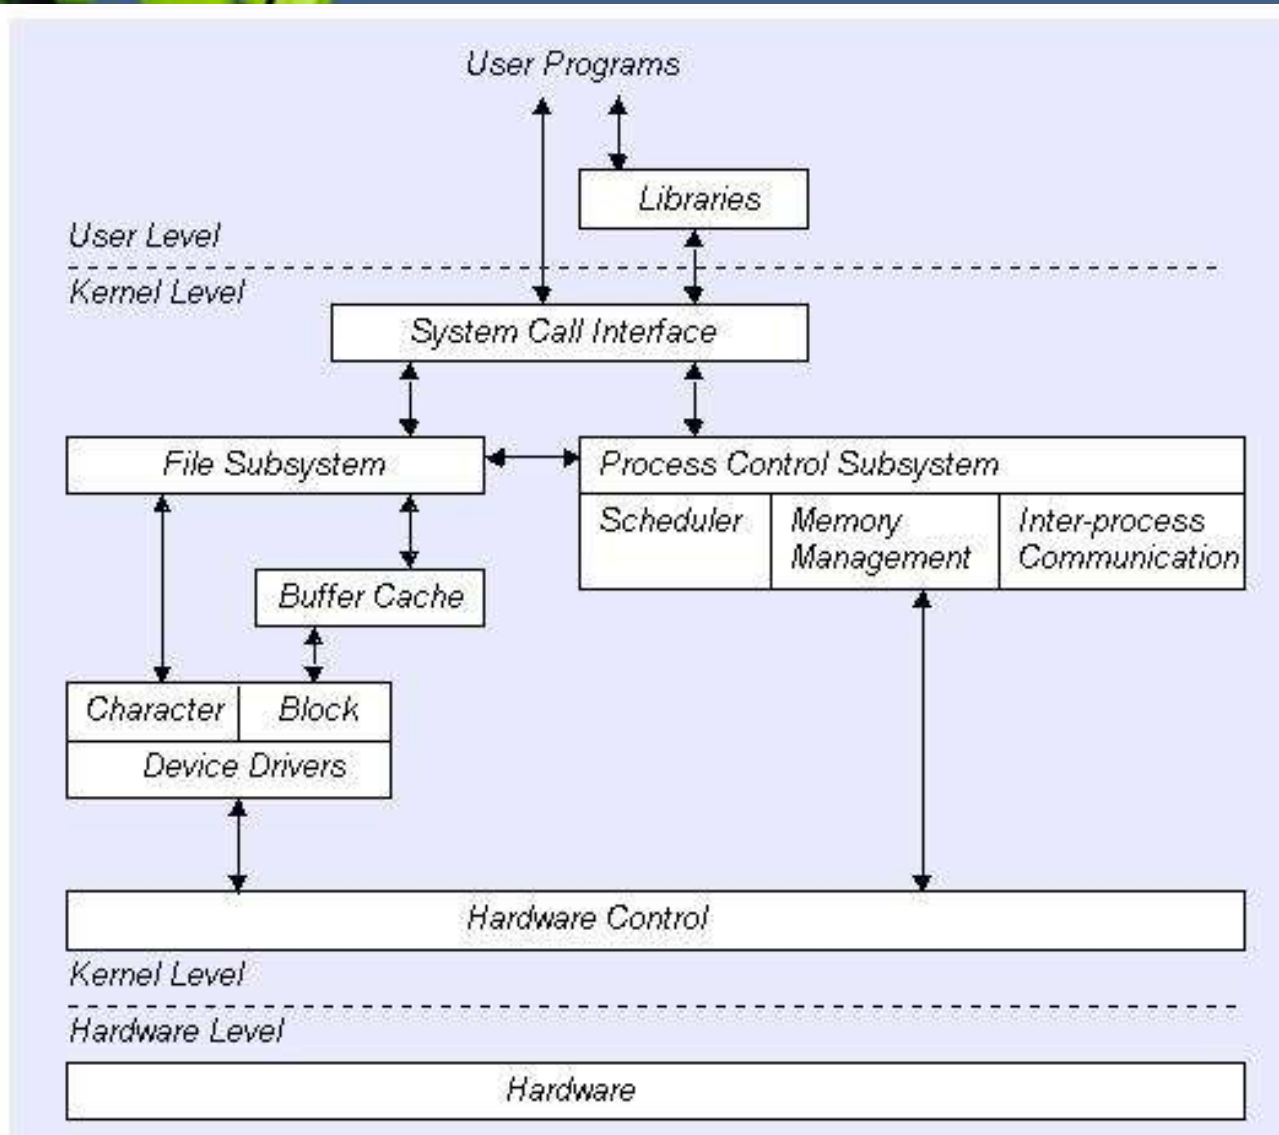 User Programs
Libraries
User Level
Kernel Level
System Call Interface
File Subsystem
Process Control Subsystem
Scheduler
Memory
Management
Inter-process
Communication
Buffer Cache
Character
Block
Device Drivers
Hardware Control
Kernel Level
Hardware Level
Hardware